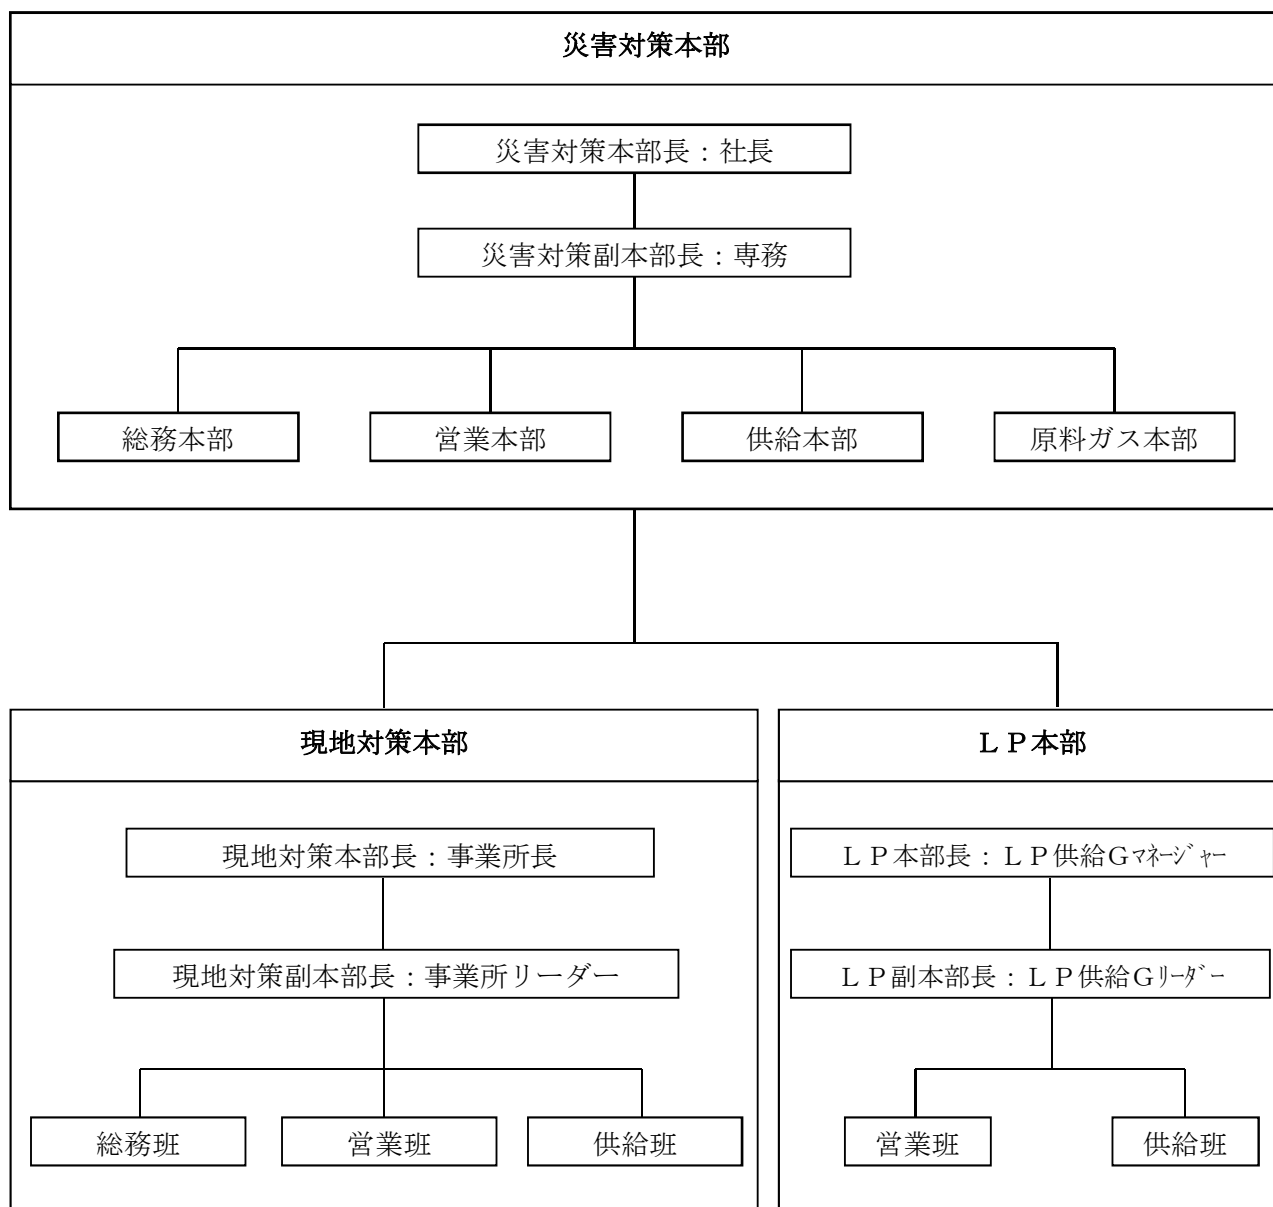 災害対策本部
災害対策本部長：社長
災害対策副本部長：専務
総務本部
営業本部
供給本部
原料ガス本部
現地対策本部
現地対策本部長：事業所長
現地対策副本部長：事業所リーダー
総務班
営業班
供給班
ＬＰ本部
ＬＰ本部長：ＬＰ供給Ｇﾏﾈｰｼﾞｬｰ
ＬＰ副本部長：ＬＰ供給Ｇﾘｰﾀﾞｰ
営業班
供給班